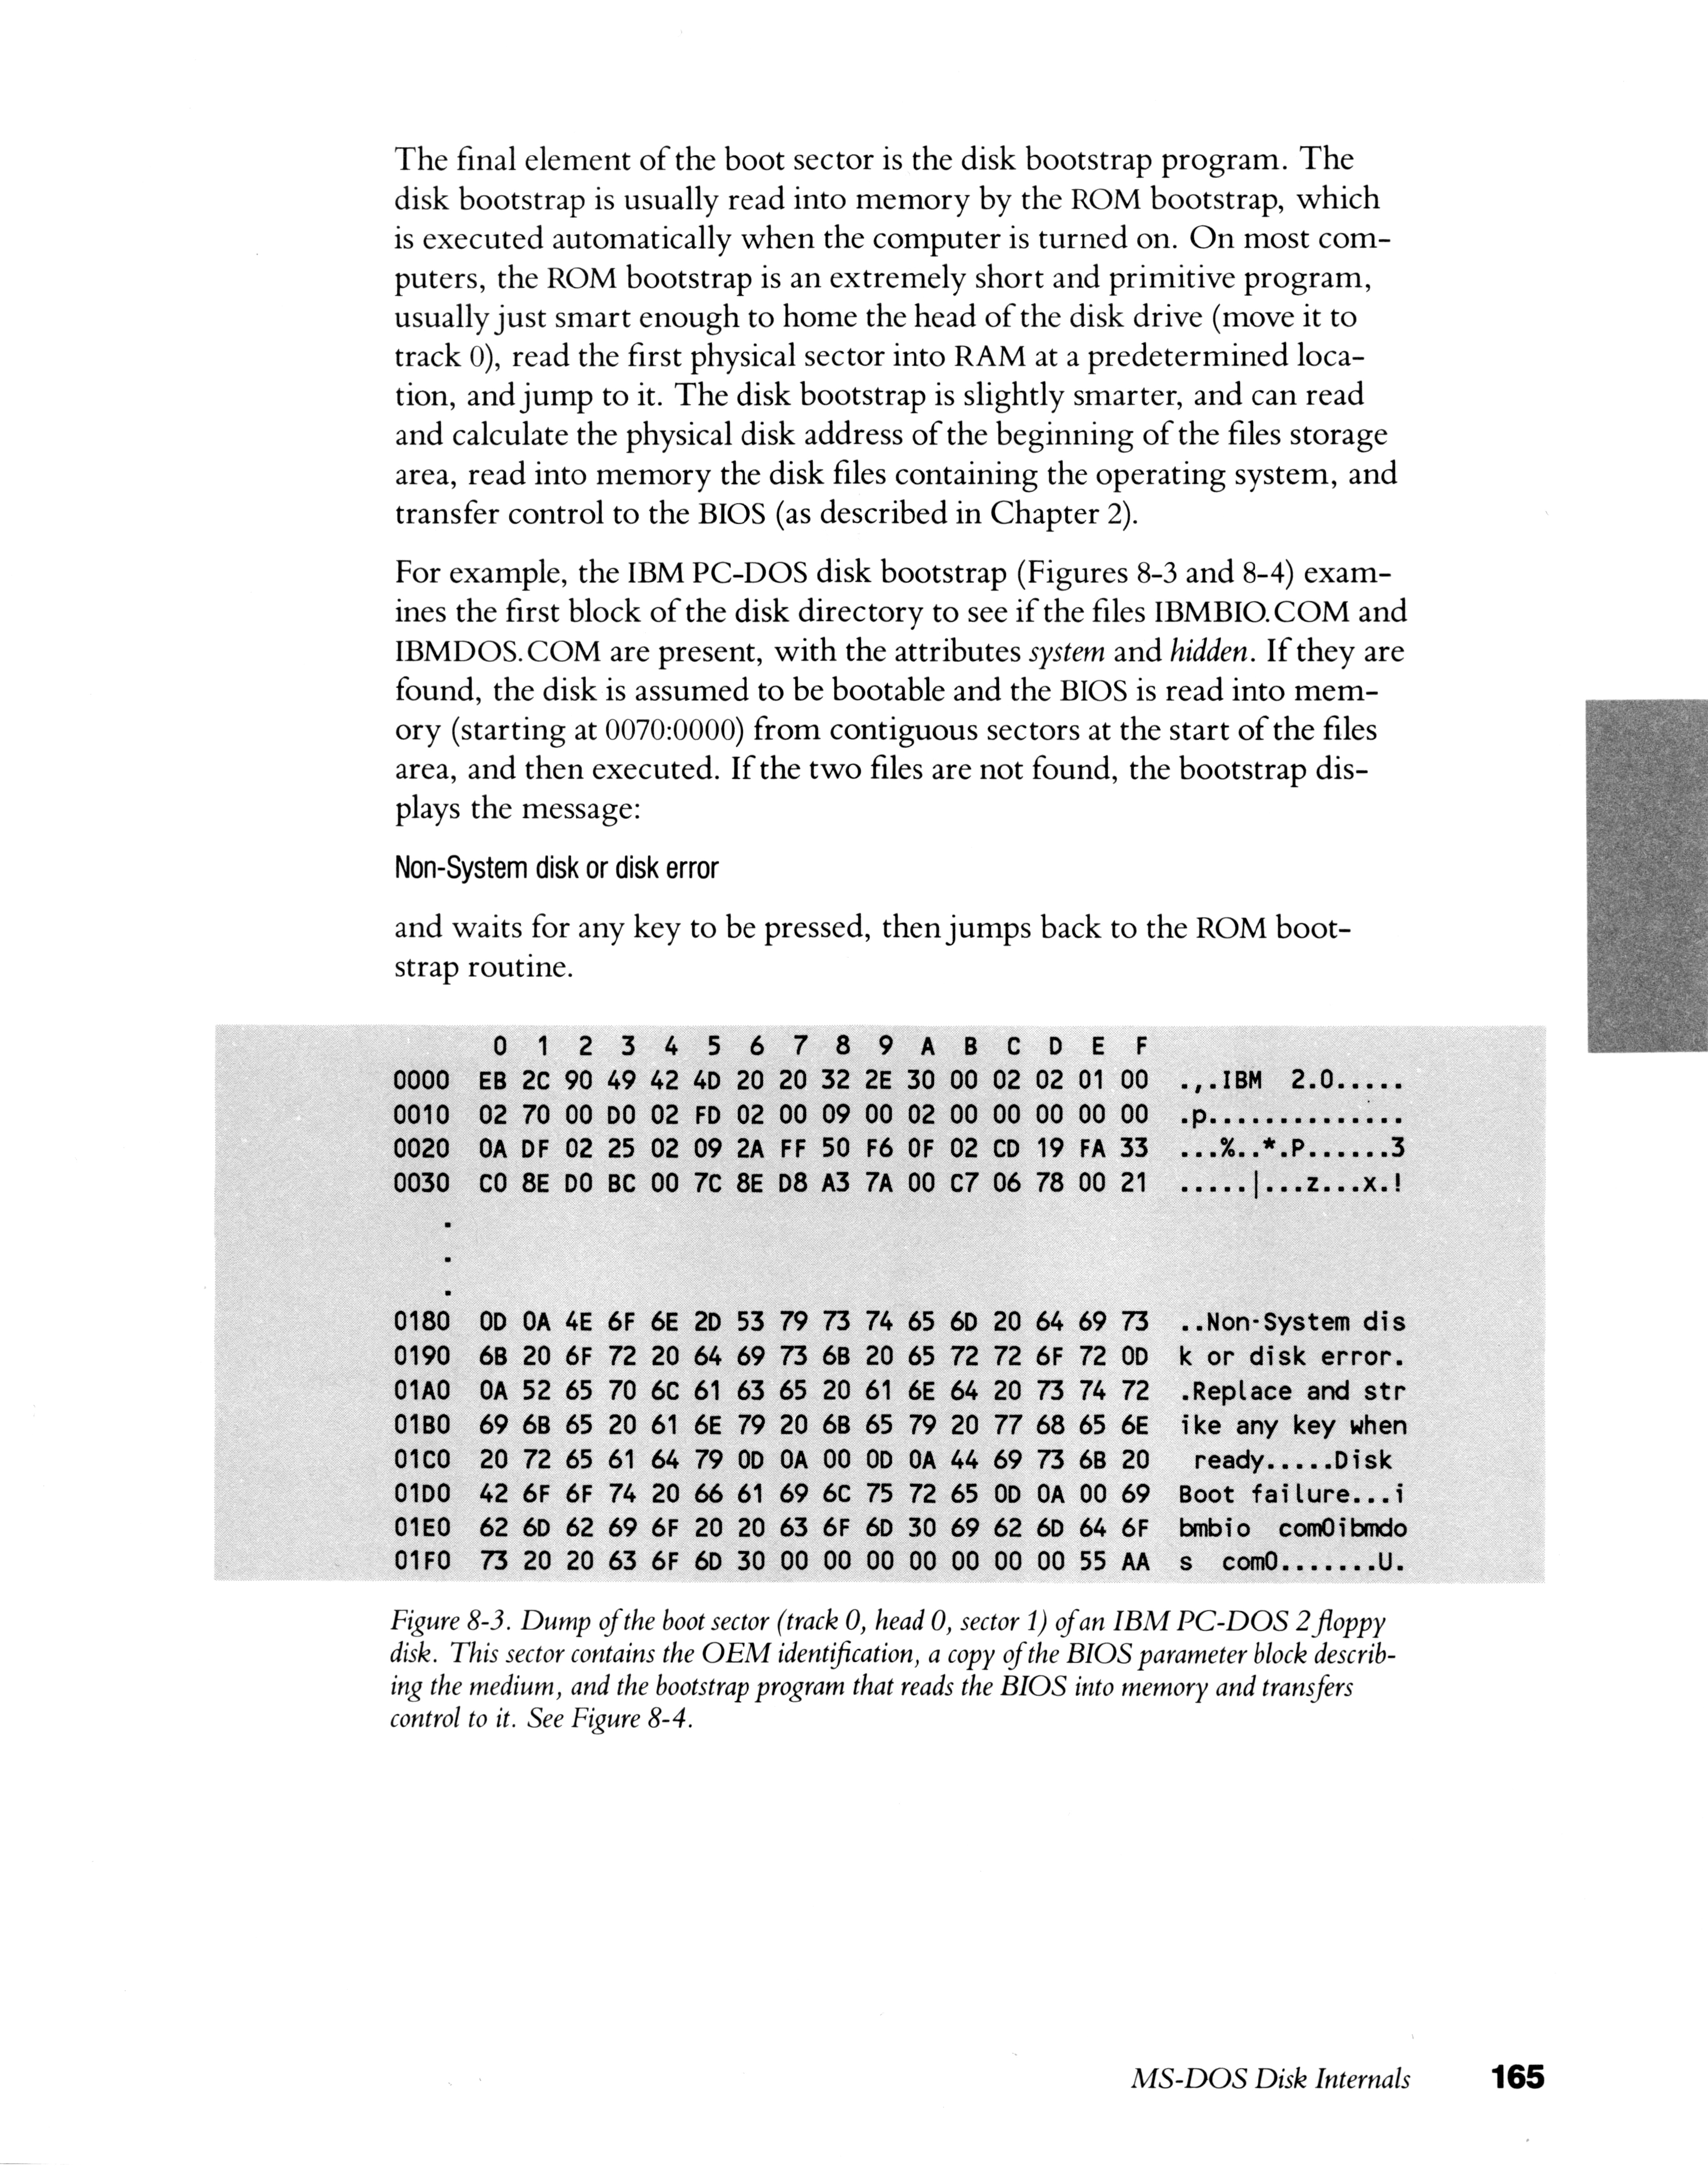 The final element of the boot sector is the disk bootstrap program. The
disk bootstrap is usually read into memory by the ROM bootstrap, which
is executed automatically when the computer is turned on. On most com-
puters, the ROM bootstrap is an extremely short and primitive program,
usually just smart enough to home the head of the disk drive (move it to
track 0), read the first physical sector into RAM at a predetermined loca-
tion, and jump to it. The disk bootstrap is slightly smarter, and can read
and calculate the physical disk address of the beginning of the files storage
area, read into memory the disk files containing the operating system, and
transfer control to the BIOS (as described in Chapter 2).
For example, the IBM PC-DOS disk bootstrap (Figures 8-3 and 8-4) exam-
ines the first block of the disk directory to see if the files IBMBIO.COM and
IBMDOS.COM are present, with the attributes system and hidden. If they are
found, the disk is assumed to be bootable and the BIOS is read into mem-
ory (starting at 0070:0000) from contiguous sectors at the start of the files
area, and then executed. If the two files are not found, the bootstrap dis-
plays the message:
Non-System disk or disk error
and waits for any key to be pressed, then jumps back to the ROM boot-
strap routine.
0 1 2 3 4 5 6 7 8 9 A B C D E F
0000 EB 2C 90 49 42 4D 20 20 32 2E 30 00 02 02 01 00 .,.IBM  2.0.....
0010 02 70 00 D0 02 FD 02 00 09 00 02 00 00 00 00 00 .p..............
0020 0A DF 02 25 02 09 2A FF 50 F6 0F 02 CD 19 FA 33 ...%..*.P......3
0030 C0 8E D0 BC 00 7C 8E D8 A3 7A 00 C7 06 78 00 21 .....|...z...x.!
.
.
.
0180 0D 0A 4E 6F 6E 2D 53 79 73 74 65 6D 20 64 69 73 ..Non-System dis
0190 6B 20 6F 72 20 64 69 73 6B 20 65 72 72 6F 72 0D k or disk error.
01A0 0A 52 65 70 6C 61 63 65 20 61 6E 64 20 73 74 72 .Replace and str
01B0 69 6B 65 20 61 6E 79 20 6B 65 79 20 77 68 65 6E ike any key when
01C0 20 72 65 61 64 79 0D 0A 00 0D 0A 44 69 73 6B 20  ready.....Disk
01D0 42 6F 6F 74 20 66 61 69 6C 75 72 65 0D 0A 00 69 Boot failure...i
01E0 62 6D 62 69 6F 20 20 63 6F 6D 30 69 62 6D 64 6F bmbio  com0ibmdo
01F0 73 20 20 63 6F 6D 30 00 00 00 00 00 00 00 55 AA s  com0.......U.
Figure 8-3. Dump of the boot sector (track 0, head 0, sector 1) of an IBM PC-DOS 2 floppy
disk. This sector contains the OEM identification, a copy of the BIOS parameter block describ-
ing the medium, and the bootstrap program that reads the BIOS into memory and transfers
control to it. See Figure 8-4.
MS-DOS Disk Internals 165